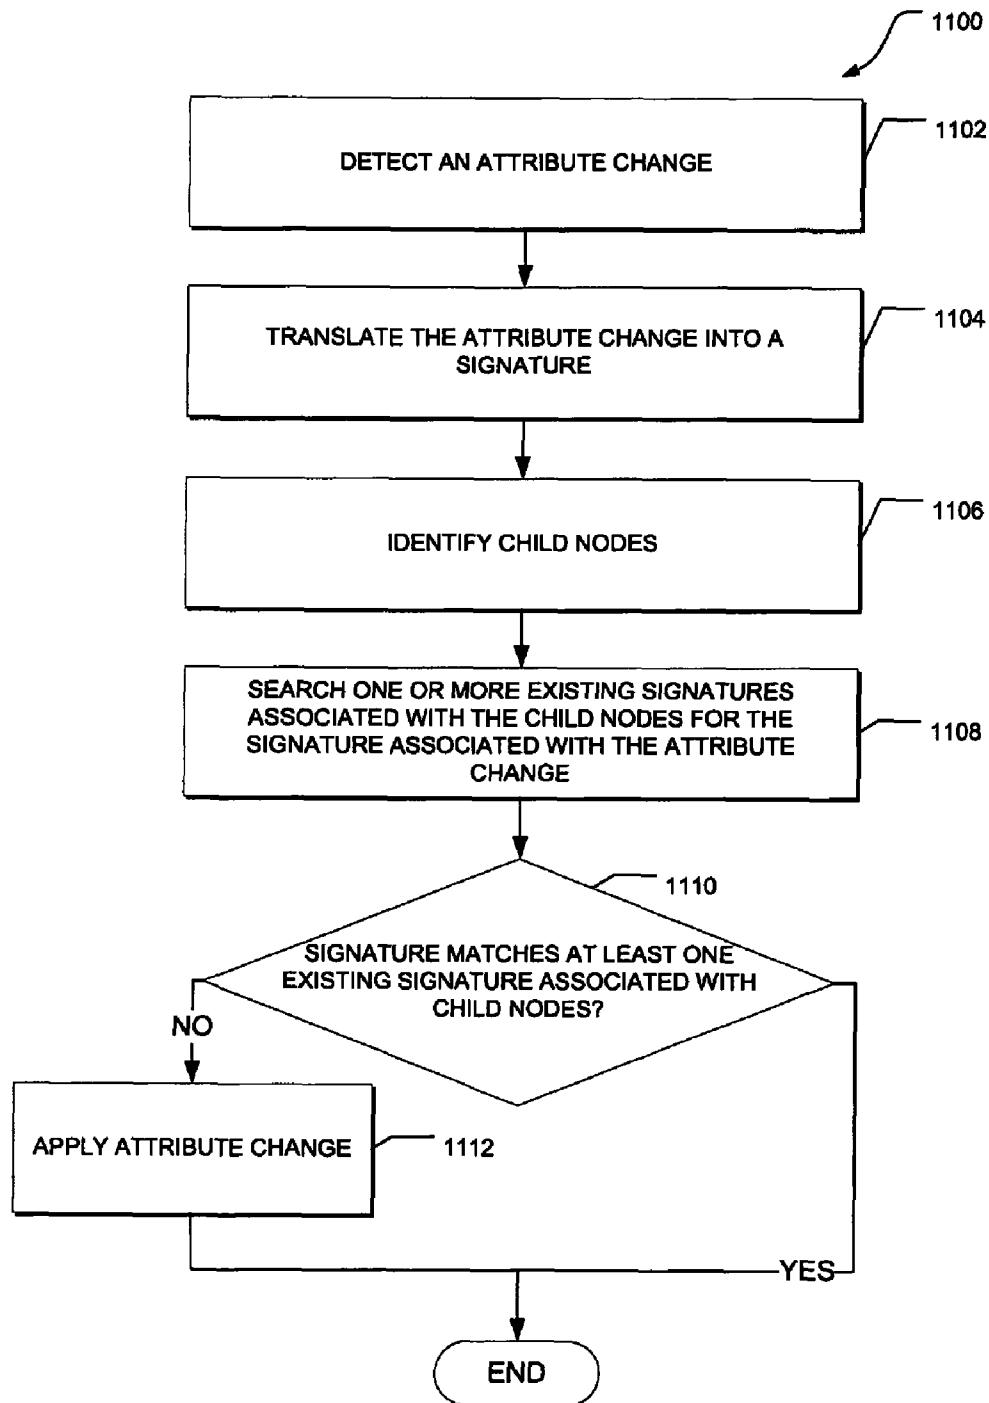 1100
DETECT AN ATTRIBUTE CHANGE
1102
TRANSLATE THE ATTRIBUTE CHANGE INTO A
SIGNATURE
1104
IDENTIFY CHILD NODES
1106
SEARCH ONE OR MORE EXISTING SIGNATURES
ASSOCIATED WITH THE CHILD NODES FOR THE
SIGNATURE ASSOCIATED WITH THE ATTRIBUTE
CHANGE
1108
1110
SIGNATURE MATCHES AT LEAST ONE
EXISTING SIGNATURE ASSOCIATED WITH
CHILD NODES?
NO
APPLY ATTRIBUTE CHANGE
1112
YES
END